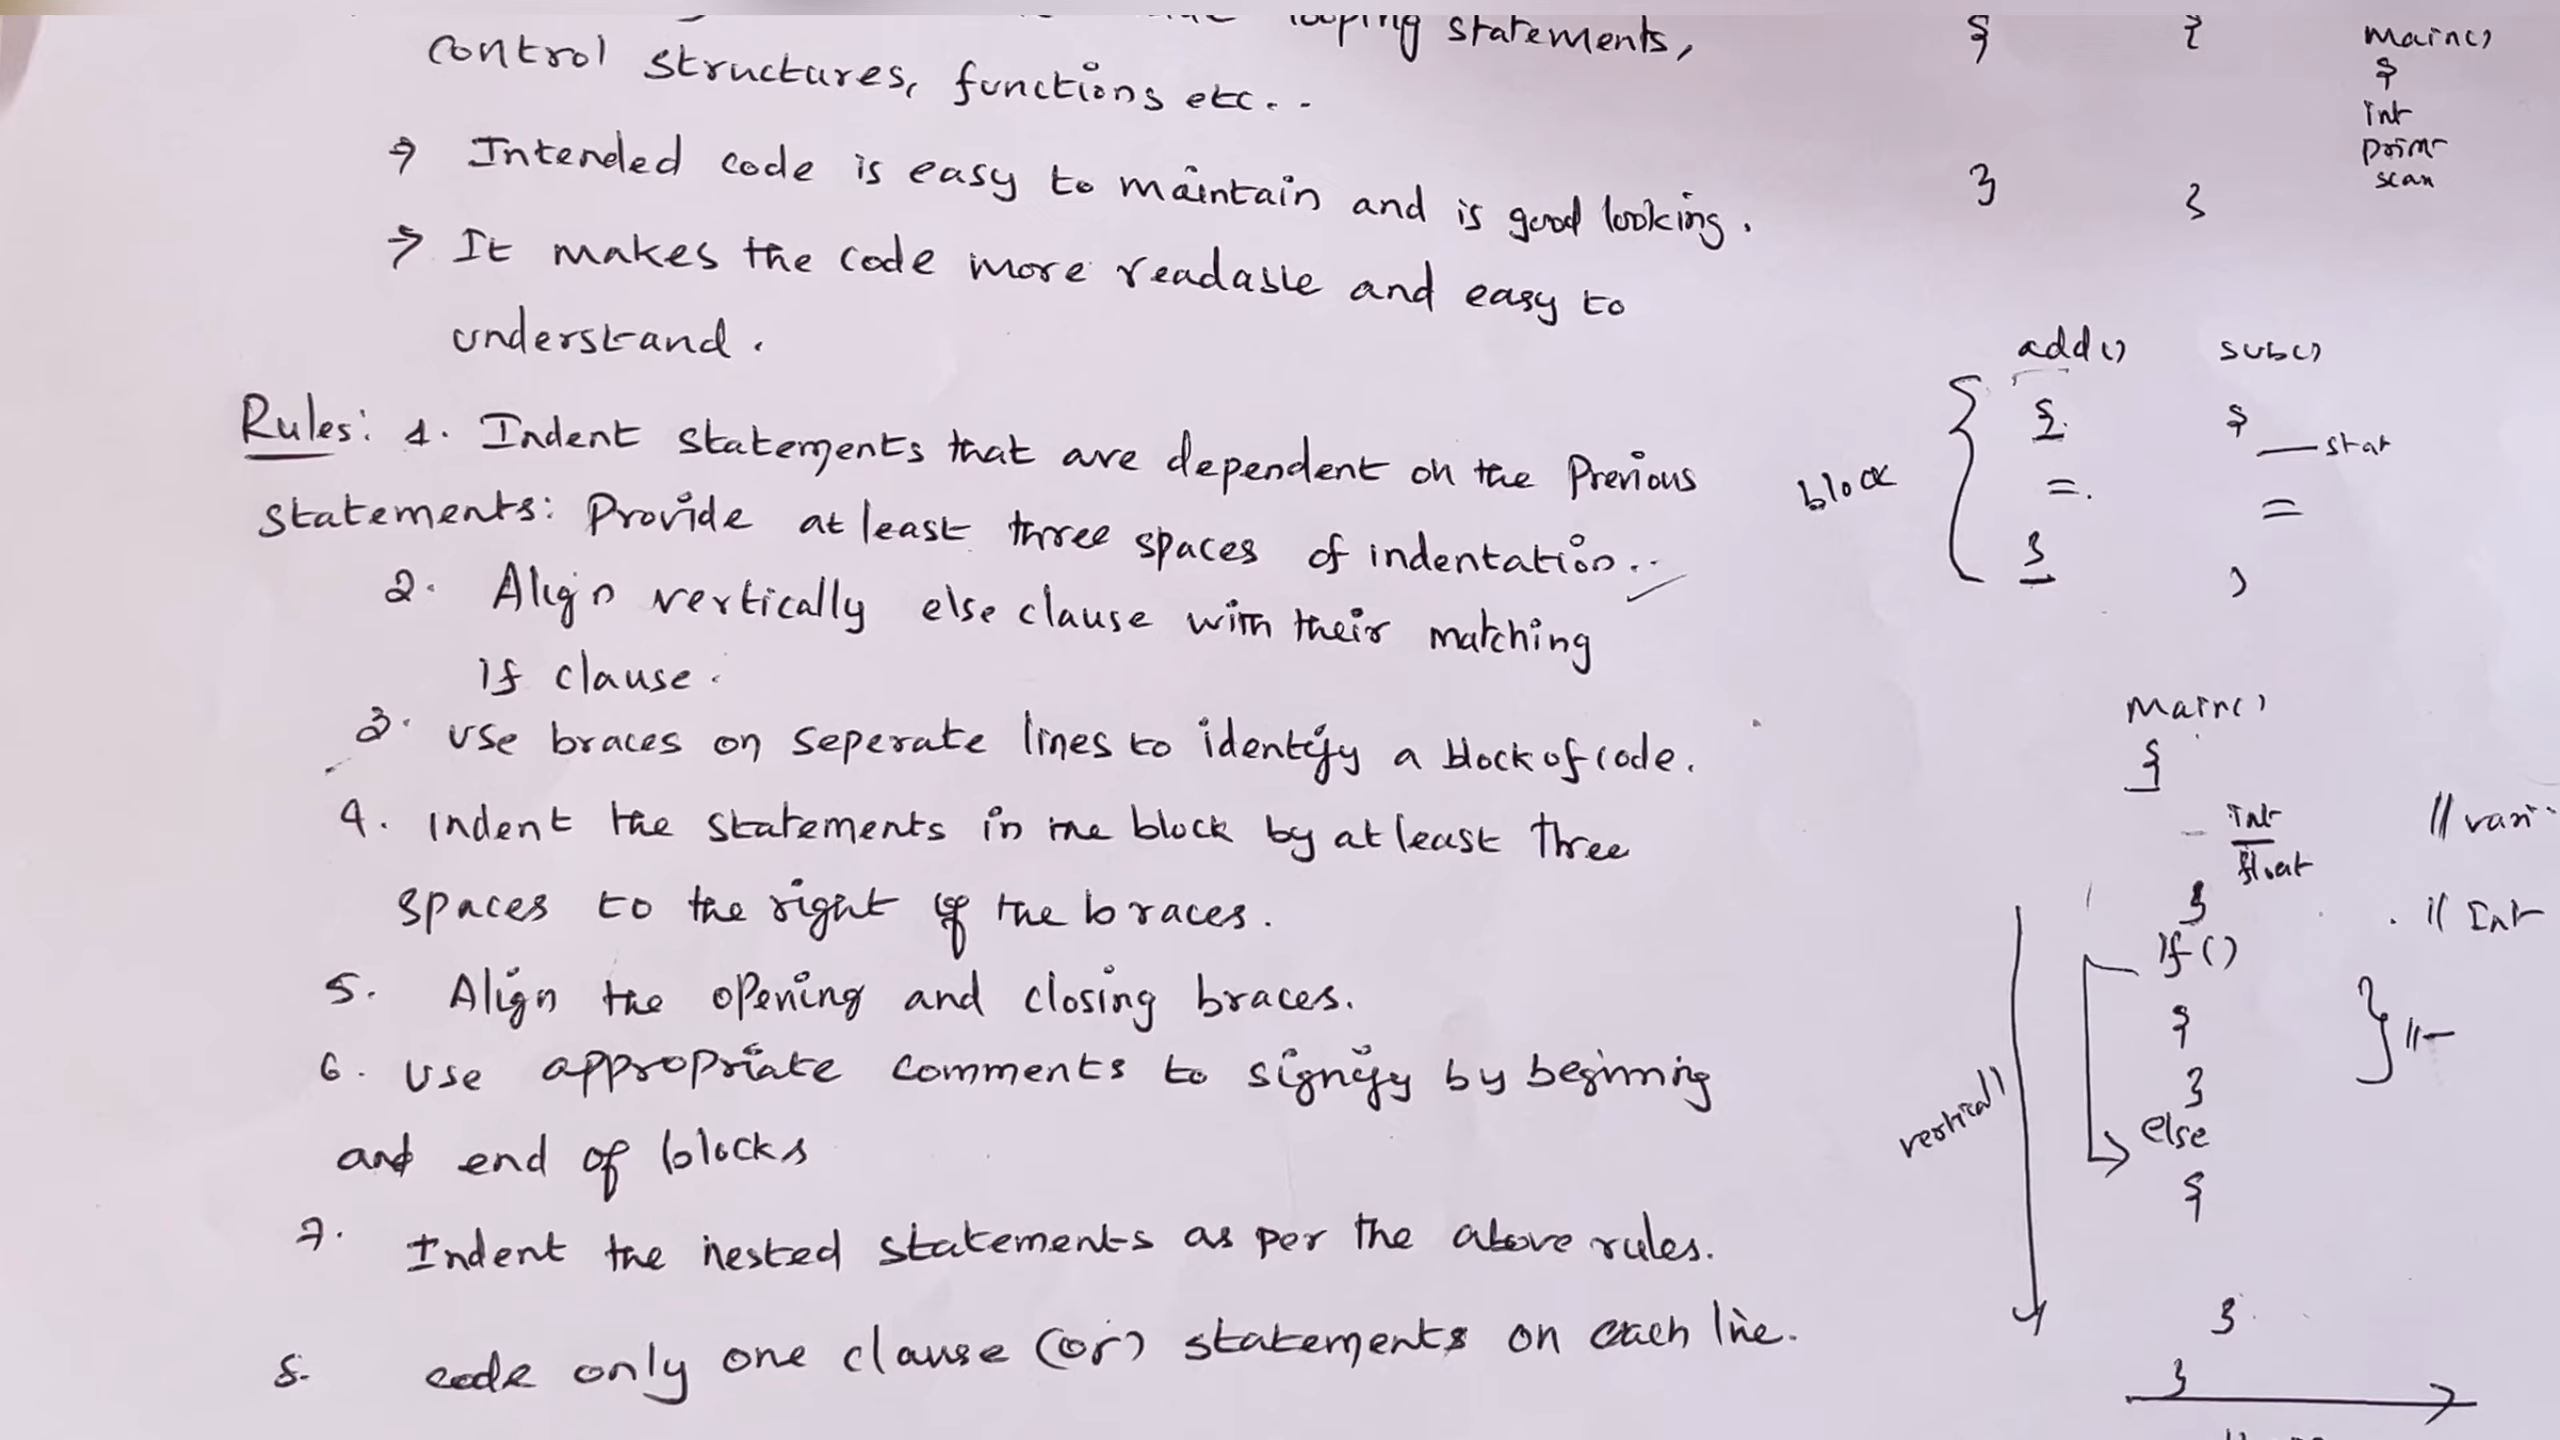 looping statements,
control structures, functions etc..
→ Intended code is easy to maintain and is good looking.
→ It makes the code more readable and easy to
understand.
Rules: 1. Indent statements that are dependent on the Previous
statements: Provide at least three spaces of indentation..
2. Align vertically else clause with their matching
if clause.
3. use braces on seperate lines to identify a block of code.
4. Indent the statements in the block by at least three
spaces to the right of the braces.
5. Align the opening and closing braces.
6. use appropriate comments to signify by beginning
and end of blocks
7. Indent the nested statements as per the above rules.
8. code only one clause (or) statements on each line.
{ { main()
{
int
print
scan
} }
add() sub()
{ {
stat
block
=. =
} }
main()
{
int // vari
float
} // Int
if()
{
} //
else
vertical
{
}
}